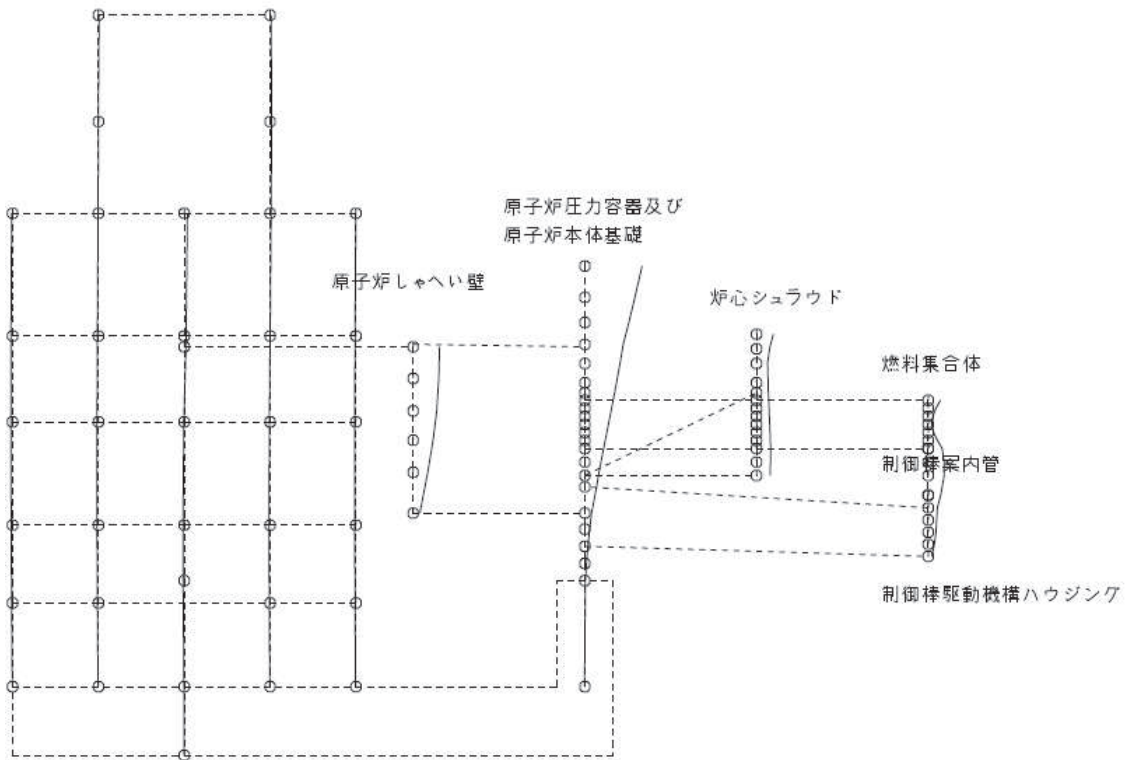 原子炉圧力容器及び
原子炉本体基礎
原子炉しゃへい壁
炉心シュラウド
燃料集合体
制御棒案内管
制御棒駆動機構ハウジング